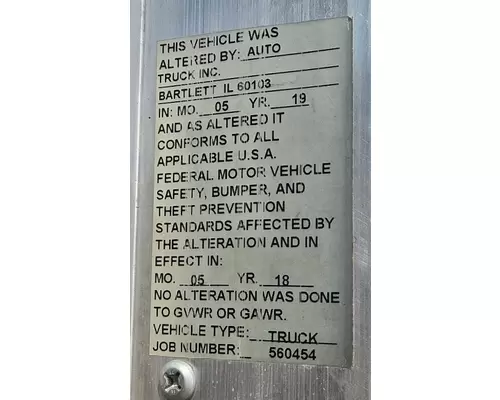 THIS VEHICLE WAS
ALTERED BY: AUTO
TRUCK INC.
BARTLETT IL 60103
IN: MO. 05 YR. 19
AND AS ALTERED IT
CONFORMS TO ALL
APPLICABLE U.S.A.
FEDERAL MOTOR VEHICLE
SAFETY, BUMPER, AND
THEFT PREVENTION
STANDARDS AFFECTED BY
THE ALTERATION AND IN
EFFECT IN:
MO. 05 YR. 18
NO ALTERATION WAS DONE
TO GVWR OR GAWR.
VEHICLE TYPE: TRUCK
JOB NUMBER: 560454